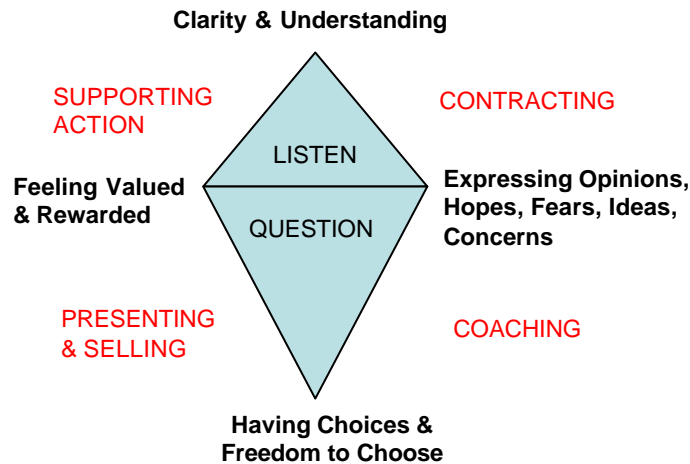 Clarity & Understanding
SUPPORTING
ACTION
CONTRACTING
LISTEN
Feeling Valued
& Rewarded
Expressing Opinions,
Hopes, Fears, Ideas,
Concerns
QUESTION
PRESENTING
& SELLING
COACHING
Having Choices &
Freedom to Choose